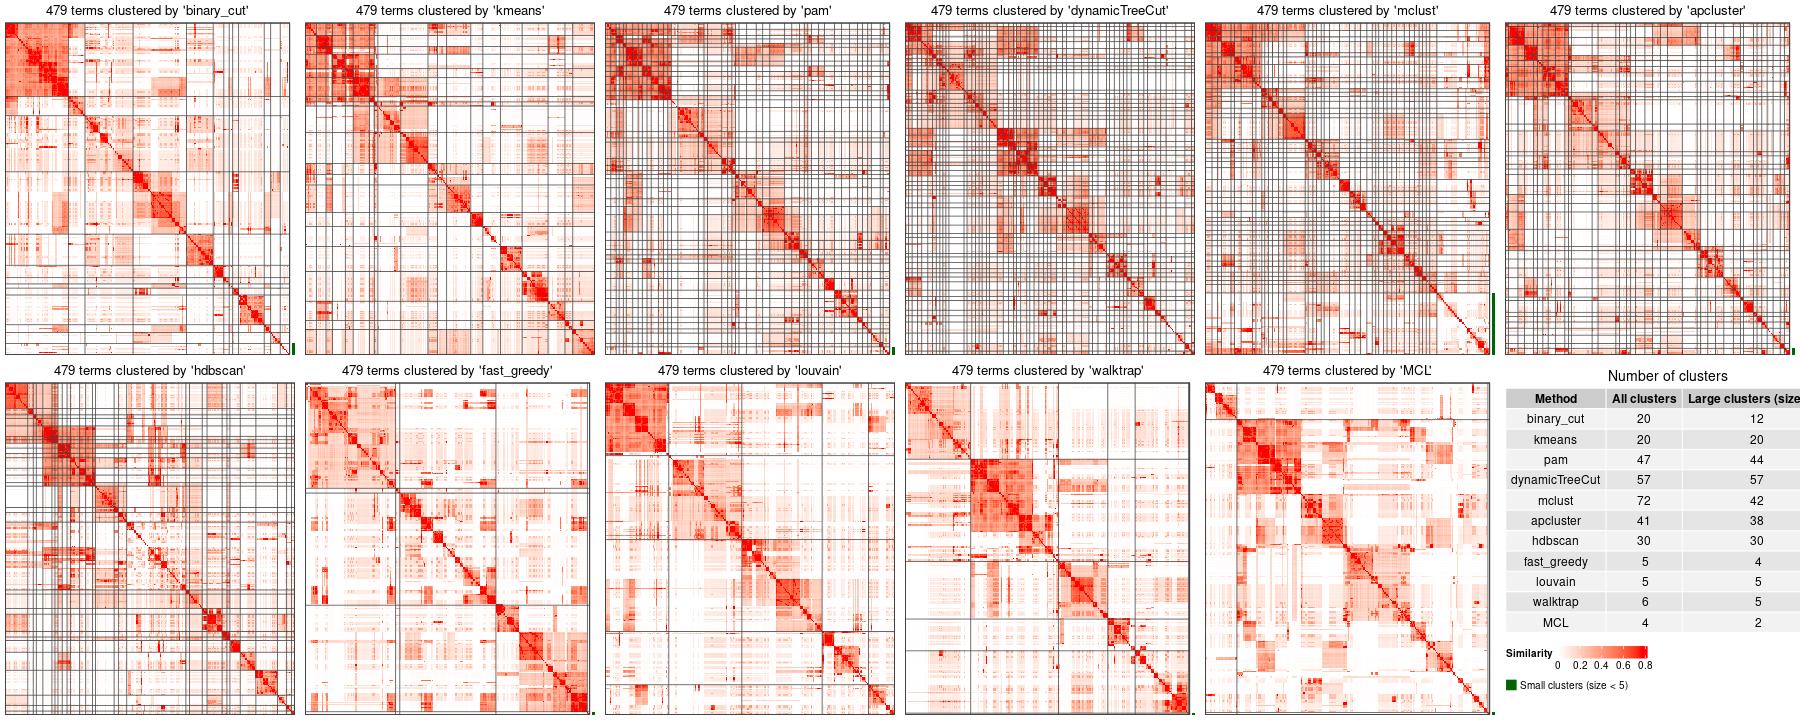 479 terms clustered by 'binary_cut'
479 terms clustered by 'kmeans'
479 terms clustered by 'pam'
479 terms clustered by 'dynamicTreeCut'
479 terms clustered by 'mclust'
479 terms clustered by 'apcluster'
479 terms clustered by 'hdbscan'
479 terms clustered by 'fast_greedy'
479 terms clustered by 'louvain'
479 terms clustered by 'walktrap'
479 terms clustered by 'MCL'
Number of clusters
Method All clusters Large clusters (size
binary_cut 20 12
kmeans 20 20
pam 47 44
dynamicTreeCut 57 57
mclust 72 42
apcluster 41 38
hdbscan 30 30
fast_greedy 5 4
louvain 5 5
walktrap 6 5
MCL 4 2
Similarity
0 0.2 0.4 0.6 0.8
Small clusters (size < 5)